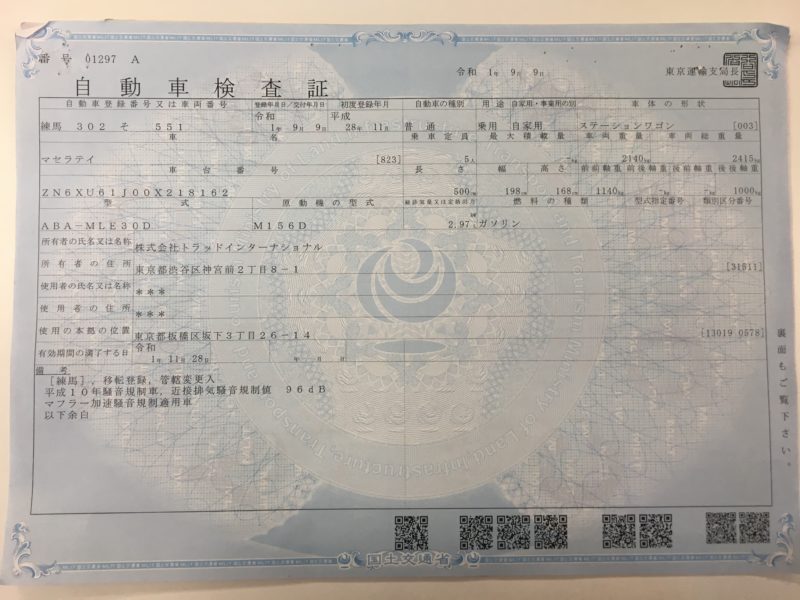 番号 01297 A
令和 1年 9月 9日 東京運輸支局長
自動車検査証
自動車登録番号又は車両番号 登録年月日/交付年月日 初度登録年月 自動車の種別 用途 自家用・事業用の別 車体の形状
令和 平成
練馬 302 そ 551 1年 9月 9日 28年 11月 普通 乗用 自家用 ステーションワゴン [003]
車名 乗車定員 最大積載量 車両重量 車両総重量
マセラテイ [823] 5人 -kg 2140kg 2415kg
車台番号 長さ 幅 高さ 前前軸重 前後軸重 後前軸重 後後軸重
ZN6XU61J00X218162 500cm 198cm 168cm 1140kg -kg -kg 1000kg
型式 原動機の型式 総排気量又は定格出力 燃料の種類 型式指定番号 類別区分番号
ABA-MLE30D M156D 2.97 kW L ガソリン
所有者の氏名又は名称 株式会社トラッドインターナショナル
所有者の住所 東京都渋谷区神宮前2丁目8-1 [31511]
使用者の氏名又は名称 ***
使用者の住所 ***
使用の本拠の位置 東京都板橋区坂下3丁目26-14 [13019 0578]
有効期間の満了する日 令和 1年 11月 28日 年 月 日
備考
[練馬],移転登録,管轄変更入
平成10年騒音規制車,近接排気騒音規制値 96dB
マフラー加速騒音規制適用車
以下余白
裏面もご覧下さい。
国土交通省